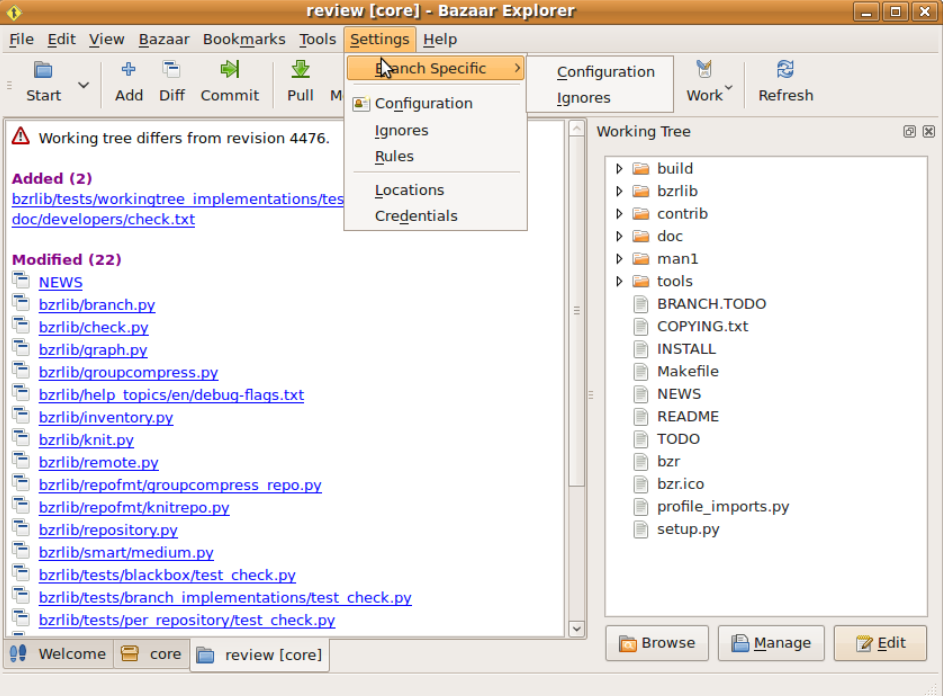 review [core] - Bazaar Explorer
File Edit View Bazaar Bookmarks Tools Settings Help
Start Add Diff Commit Pull Work Refresh
anch Specific
Configuration
Ignores
Rules
Locations
Credentials
Configuration
Ignores
Working tree differs from revision 4476.
Added (2)
bzrlib/tests/workingtree_implementations/tes
doc/developers/check.txt
Modified (22)
NEWS
bzrlib/branch.py
bzrlib/check.py
bzrlib/graph.py
bzrlib/groupcompress.py
bzrlib/help_topics/en/debug-flags.txt
bzrlib/inventory.py
bzrlib/knit.py
bzrlib/remote.py
bzrlib/repofmt/groupcompress_repo.py
bzrlib/repofmt/knitrepo.py
bzrlib/repository.py
bzrlib/smart/medium.py
bzrlib/tests/blackbox/test_check.py
bzrlib/tests/branch_implementations/test_check.py
bzrlib/tests/per_repository/test_check.py
Working Tree
build
bzrlib
contrib
doc
man1
tools
BRANCH.TODO
COPYING.txt
INSTALL
Makefile
NEWS
README
TODO
bzr
bzr.ico
profile_imports.py
setup.py
Browse Manage Edit
Welcome core review [core]